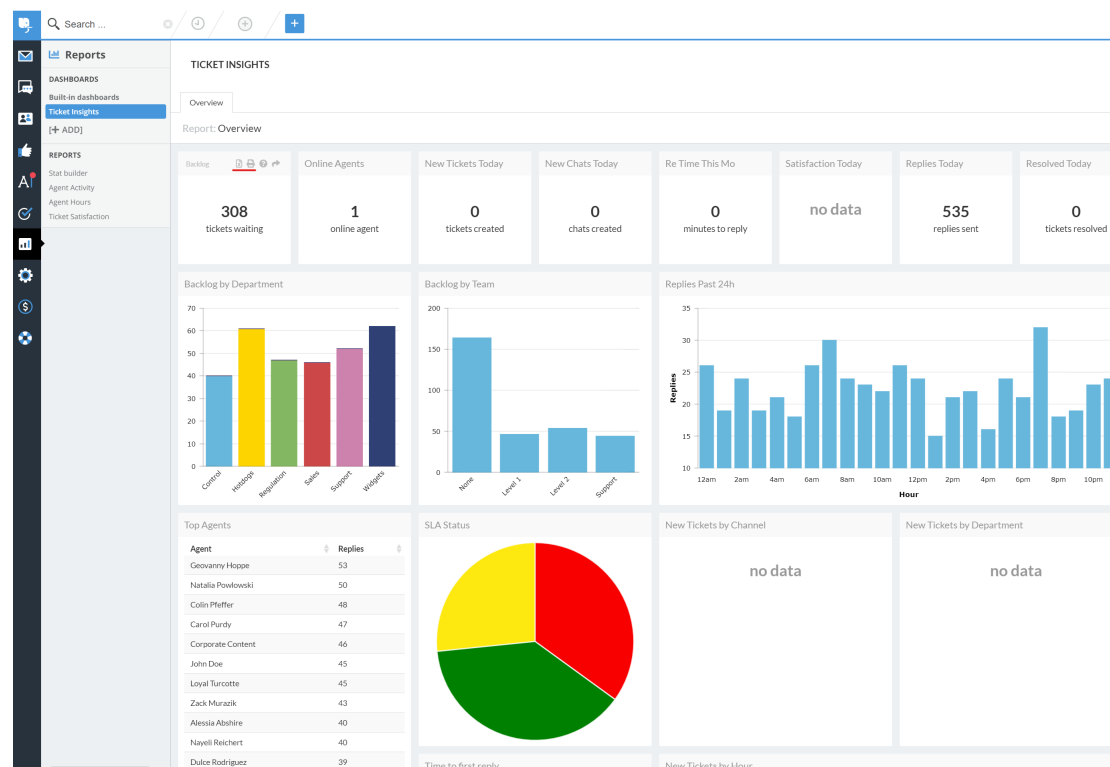 Search ...
Reports
DASHBOARDS
Built-in dashboards
Ticket Insights
[+ ADD]
REPORTS
Stat builder
Agent Activity
Agent Hours
Ticket Satisfaction
TICKET INSIGHTS
Overview
Report: Overview
Backlog
308
tickets waiting
Online Agents
1
online agent
New Tickets Today
0
tickets created
New Chats Today
0
chats created
Re Time This Mo
0
minutes to reply
Satisfaction Today
no data
Replies Today
535
replies sent
Resolved Today
0
tickets resolved
Backlog by Department
70
60
50
40
30
20
10
0
Control
Hotdogs
Regulation
Sales
Support
Widgets
Backlog by Team
200
150
100
50
0
None
Level 1
Level 2
Support
Replies Past 24h
Replies
35
30
25
20
15
10
12am 2am 4am 6am 8am 10am 12pm 2pm 4pm 6pm 8pm 10pm
Hour
Top Agents
Agent Replies
Geovanny Hoppe 53
Natalia Powlowski 50
Colin Pfeffer 48
Carol Purdy 47
Corporate Content 46
John Doe 45
Loyal Turcotte 45
Zack Murazik 43
Alessia Abshire 40
Nayeli Reichert 40
Dulce Rodriguez 39
SLA Status
New Tickets by Channel
no data
New Tickets by Department
no data
Time to first reply
New Tickets by Hour